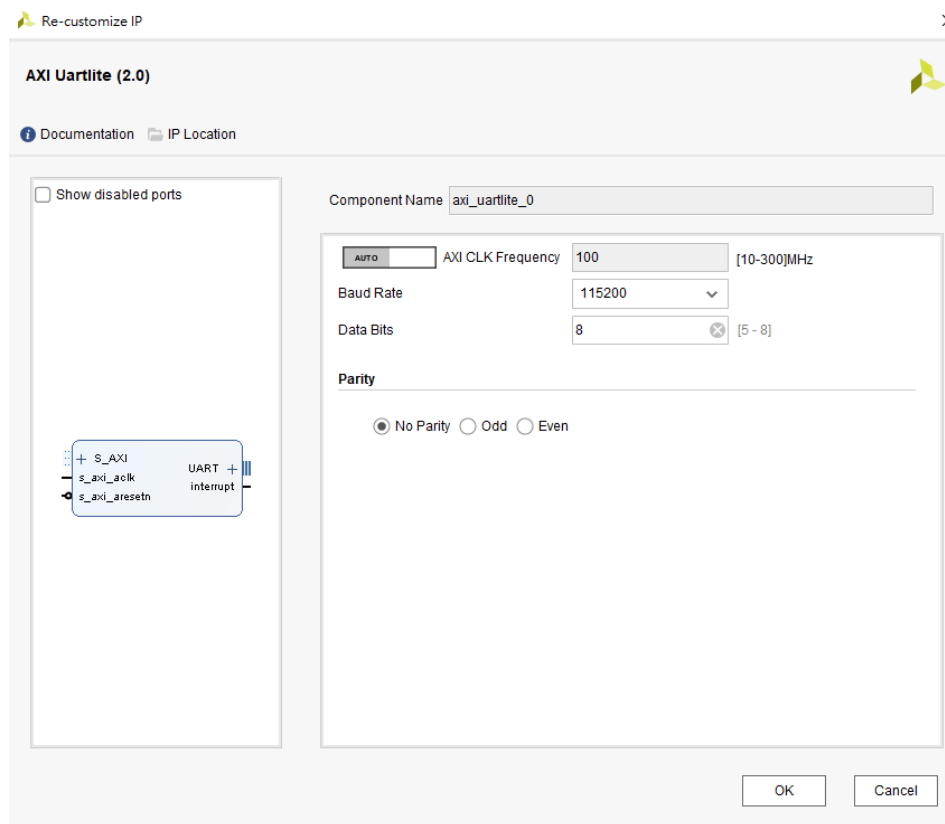 Re-customize IP
AXI Uartlite (2.0)
Documentation IP Location
Show disabled ports
+ S_AXI
s_axi_aclk
s_axi_aresetn
UART +
interrupt
Component Name axi_uartlite_0
AUTO AXI CLK Frequency 100 [10-300]MHz
Baud Rate 115200
Data Bits 8 [5 - 8]
Parity
No Parity Odd Even
OK Cancel